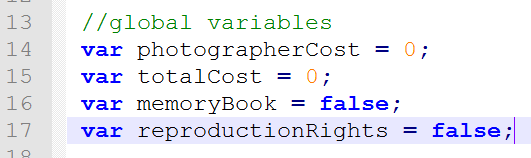 13 //global variables
14 var photographerCost = 0;
15 var totalCost = 0;
16 var memoryBook = false;
17 var reproductionRights = false;